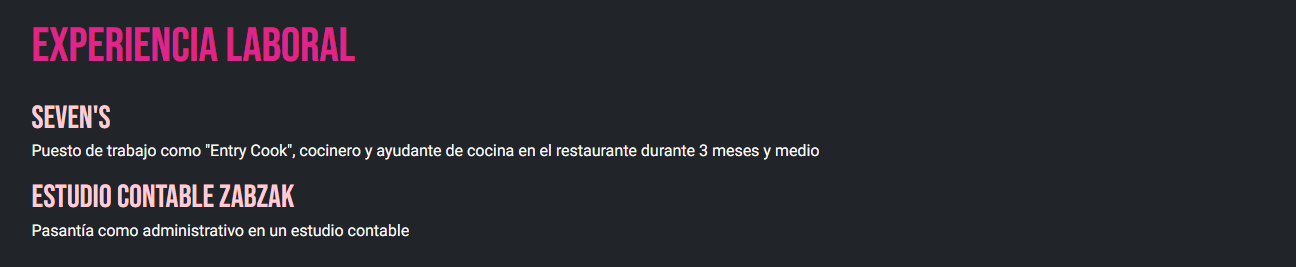 EXPERIENCIA LABORAL
SEVEN'S
Puesto de trabajo como "Entry Cook", cocinero y ayudante de cocina en el restaurante durante 3 meses y medio
ESTUDIO CONTABLE ZABZAK
Pasantía como administrativo en un estudio contable